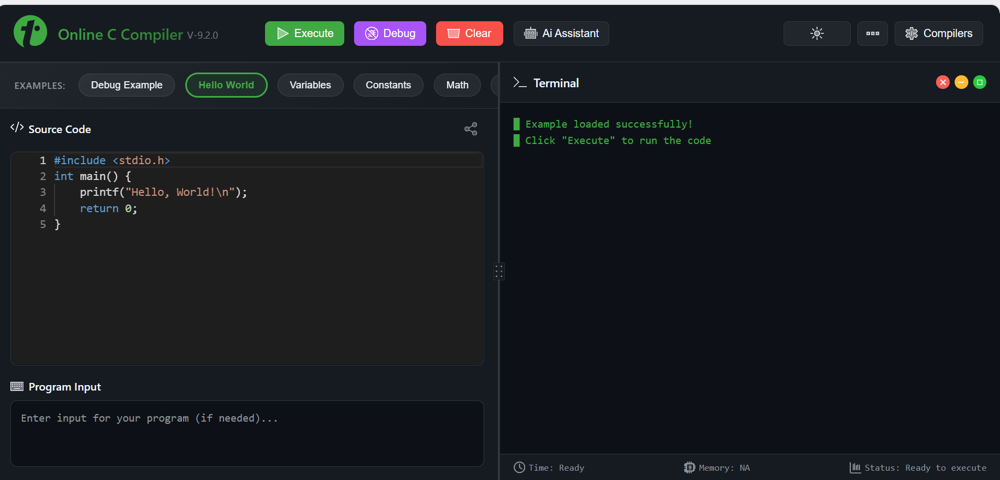 Online C Compiler V-9.2.0
Execute
Debug
Clear
Ai Assistant
Compilers
EXAMPLES:
Debug Example
Hello World
Variables
Constants
Math
Source Code
1 #include <stdio.h>
2 int main() {
3     printf("Hello, World!\n");
4     return 0;
5 }
Program Input
Enter input for your program (if needed)...
Terminal
Example loaded successfully!
Click "Execute" to run the code
Time: Ready
Memory: NA
Status: Ready to execute